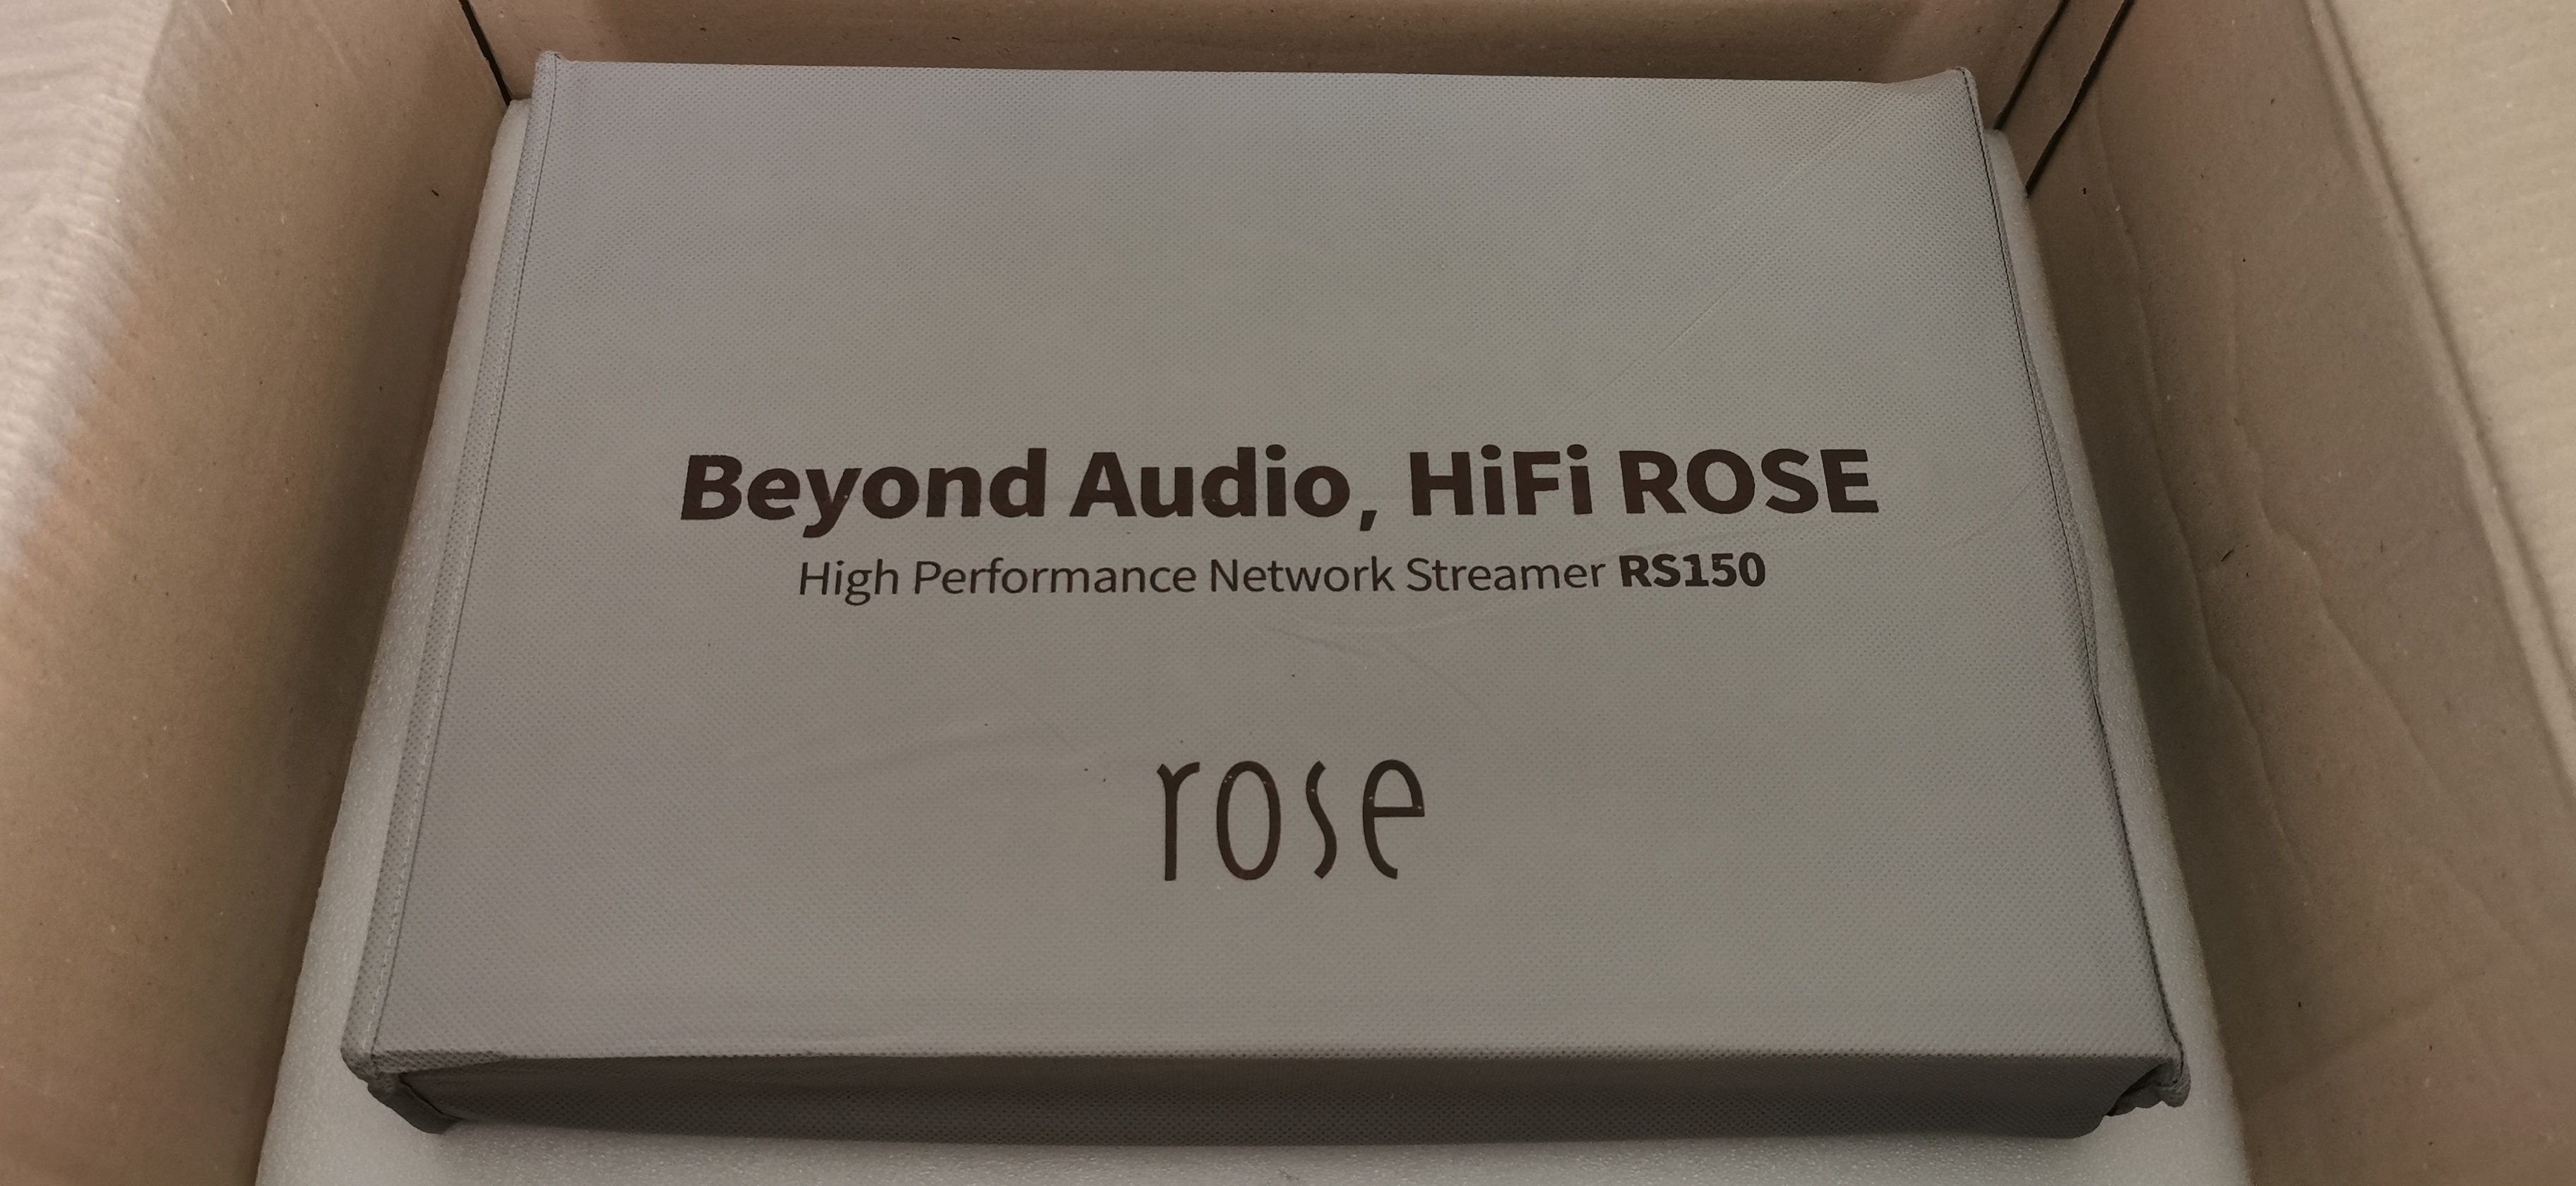 Beyond Audio, HiFi ROSE
High Performance Network Streamer RS150
rose